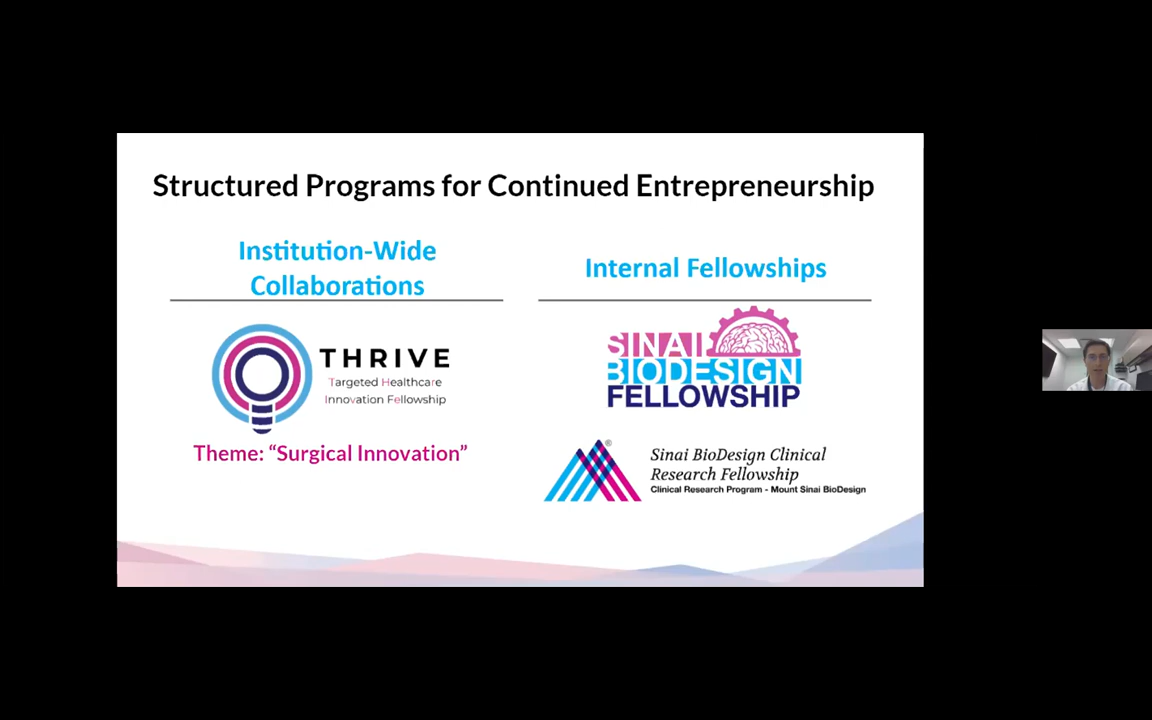 Structured Programs for Continued Entrepreneurship
Institution-Wide
Collaborations
THRIVE
Targeted Healthcare
Innovation Fellowship
Theme: “Surgical Innovation”
Internal Fellowships
SINAI
BIODESIGN
FELLOWSHIP
®
Sinai BioDesign Clinical
Research Fellowship
Clinical Research Program - Mount Sinai BioDesign